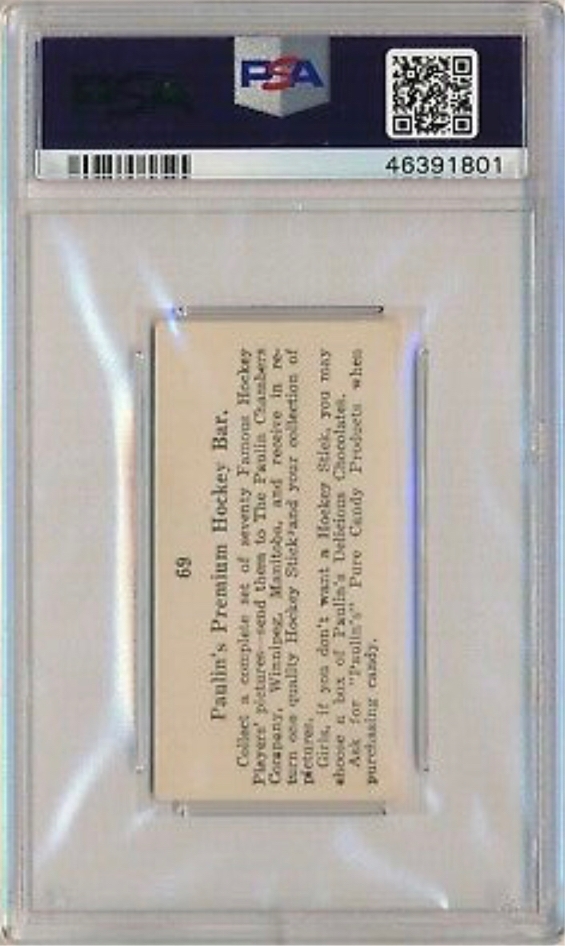 PSA
PSA
46391801
69
Paulin's Premium Hockey Bar.
Collect a complete set of seventy Famous Hockey
Players' pictures—send them to The Paulin Chambers
Company, Winnipeg, Manitoba, and receive in re-
turn one quality Hockey Stick and your collection of
pictures.
Girls, if you don't want a Hockey Stick, you may
choose a box of Paulin's Delicious Chocolates.
Ask for "Paulin's" Pure Candy Products when
purchasing candy.